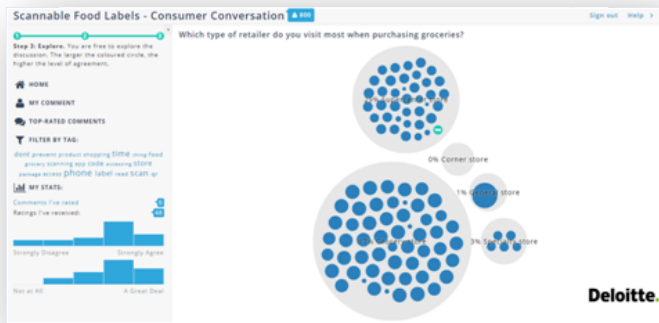 Scannable Food Labels - Consumer Conversation
Sign out Help >
1 2 3
Step 3: Explore. You are free to explore the
discussion. The larger the coloured circle, the
higher the level of agreement.
HOME
MY COMMENT
TOP-RATED COMMENTS
FILTER BY TAG:
dont prevent product shopping time thing food
grocery scanning app code accessing store
package access phone label read scan qr
MY STATS:
Comments I've rated
Ratings I've received:
Strongly Disagree Strongly Agree
Not at All A Great Deal
Which type of retailer do you visit most when purchasing groceries?
0% Corner store
1% General store
3% Specialty store
Deloitte.